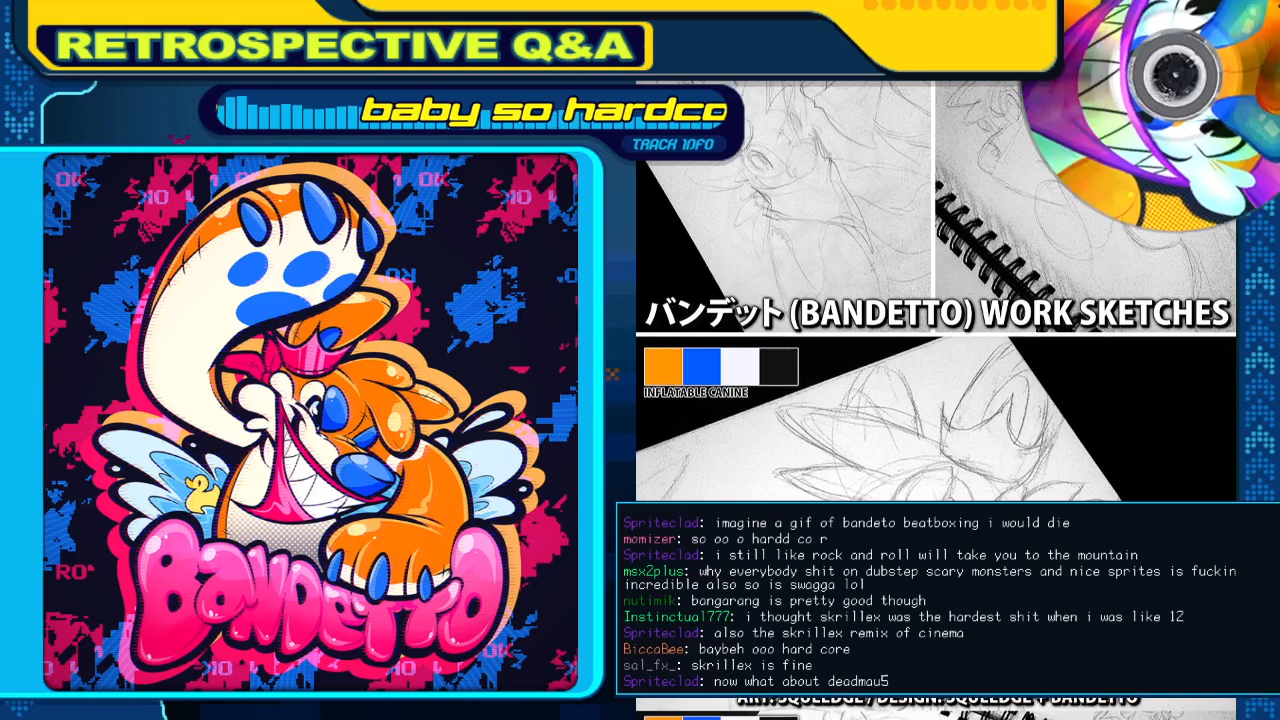 RETROSPECTIVE Q&A
baby so hardco
TRACK INFO
バンデット (BANDETTO) WORK SKETCHES
INFLATABLE CANINE
BANDETTO
Spriteclad: imagine a gif of bandeto beatboxing i would die
momizer: so oo o hardd co r
Spriteclad: i still like rock and roll will take you to the mountain
msx2plus: why everybody shit on dubstep scary monsters and nice sprites is fuckin
incredible also so is swagga lol
nutimik: bangarang is pretty good though
Instinctual777: i thought skrillex was the hardest shit when i was like 12
Spriteclad: also the skrillex remix of cinema
BiccaBee: baybeh ooo hard core
sal_fx_: skrillex is fine
Spriteclad: now what about deadmau5